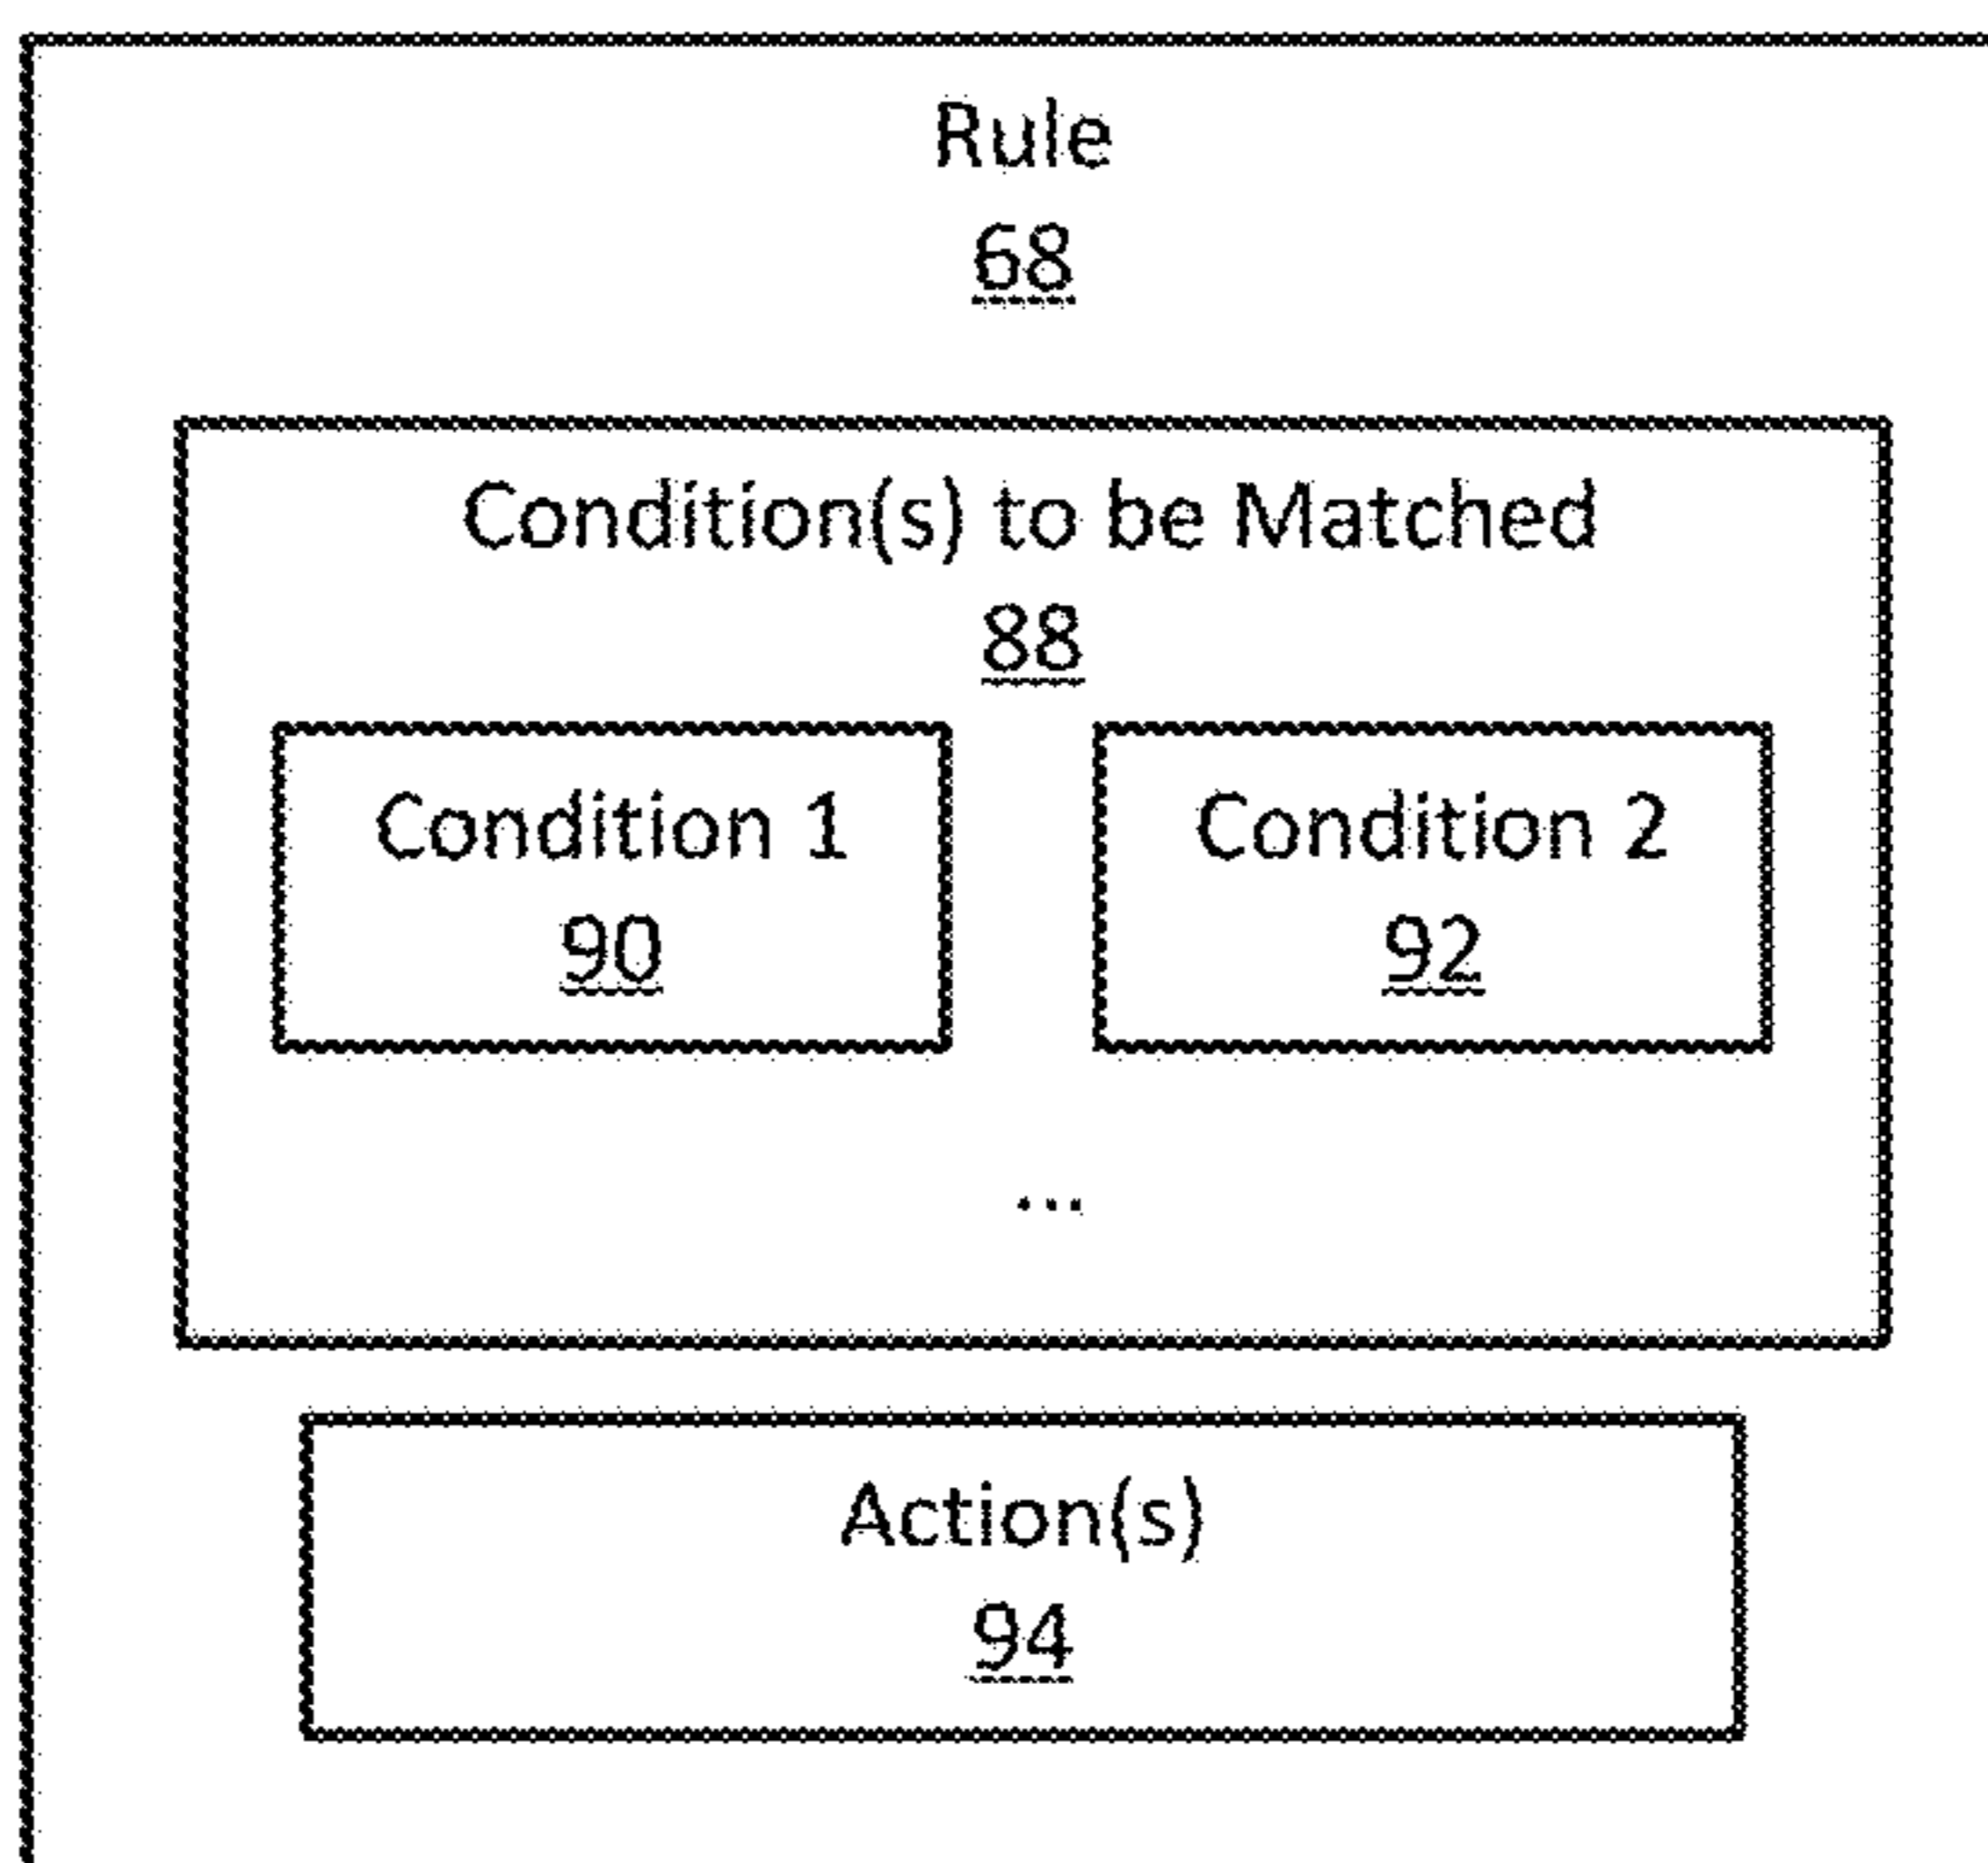 Rule
68
Condition(s) to be Matched
88
Condition 1
90
Condition 2
92
...
Action(s)
94